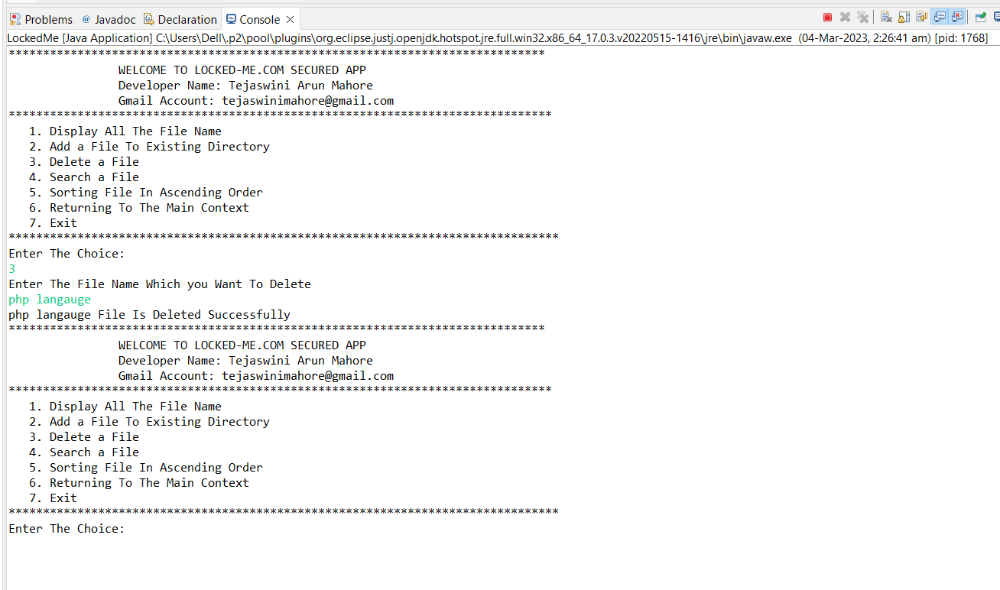 Problems @ Javadoc Declaration Console
LockedMe [Java Application] C:\Users\Dell\.p2\pool\plugins\org.eclipse.justj.openjdk.hotspot.jre.full.win32.x86_64_17.0.3.v20220515-1416\jre\bin\javaw.exe (04-Mar-2023, 2:26:41 am) [pid: 1768]
******************************************************************************
WELCOME TO LOCKED-ME.COM SECURED APP
Developer Name: Tejaswini Arun Mahore
Gmail Account: tejaswinimahore@gmail.com
*******************************************************************************
1. Display All The File Name
2. Add a File To Existing Directory
3. Delete a File
4. Search a File
5. Sorting File In Ascending Order
6. Returning To The Main Context
7. Exit
********************************************************************************
Enter The Choice:
3
Enter The File Name Which you Want To Delete
php langauge
php langauge File Is Deleted Successfully
******************************************************************************
WELCOME TO LOCKED-ME.COM SECURED APP
Developer Name: Tejaswini Arun Mahore
Gmail Account: tejaswinimahore@gmail.com
*******************************************************************************
1. Display All The File Name
2. Add a File To Existing Directory
3. Delete a File
4. Search a File
5. Sorting File In Ascending Order
6. Returning To The Main Context
7. Exit
********************************************************************************
Enter The Choice: